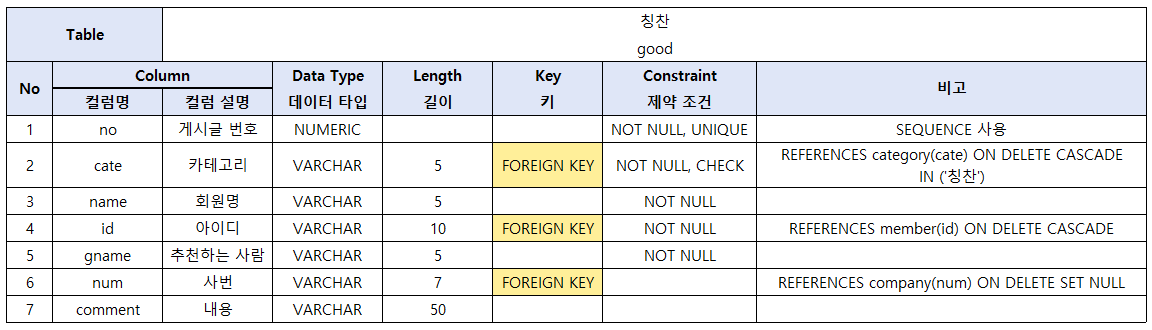 Table 칭찬
good
No Column Data Type Length Key Constraint 비고
컬럼명 컬럼 설명 데이터 타입 길이 키 제약 조건
1 no 게시글 번호 NUMERIC NOT NULL, UNIQUE SEQUENCE 사용
2 cate 카테고리 VARCHAR 5 FOREIGN KEY NOT NULL, CHECK REFERENCES category(cate) ON DELETE CASCADE
IN ('칭찬')
3 name 회원명 VARCHAR 5 NOT NULL
4 id 아이디 VARCHAR 10 FOREIGN KEY NOT NULL REFERENCES member(id) ON DELETE CASCADE
5 gname 추천하는 사람 VARCHAR 5 NOT NULL
6 num 사번 VARCHAR 7 FOREIGN KEY REFERENCES company(num) ON DELETE SET NULL
7 comment 내용 VARCHAR 50